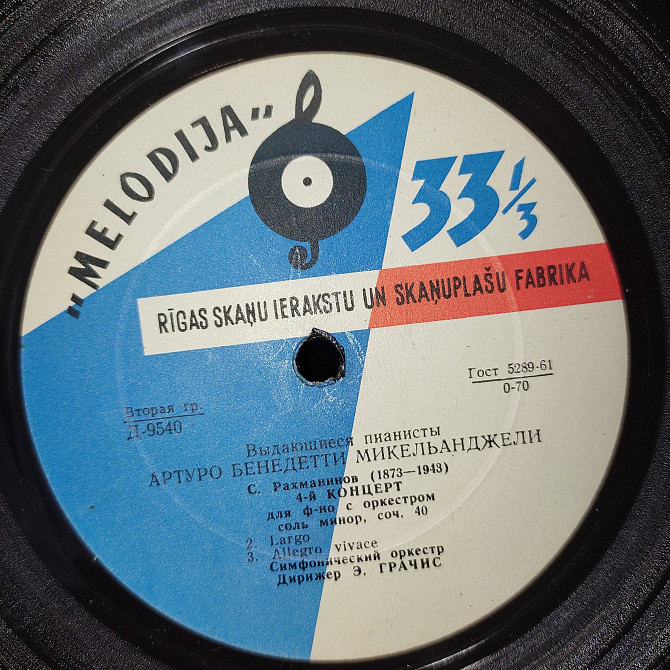 „MELODIJA”
33⅓
RĪGAS SKAŅU IERAKSTU UN SKAŅUPLAŠU FABRIKA
Гост 5289-61
0-70
Вторая гр.
Д-9540
Выдающиеся пианисты
АРТУРО БЕНЕДЕТТИ МИКЕЛЬАНДЖЕЛИ
С. Рахманинов (1873—1943)
4-й КОНЦЕРТ
для ф-но с оркестром
соль минор, соч. 40
2. Largo
3. Allegro vivace
Симфонический оркестр
Дирижер Э. ГРАЧИС